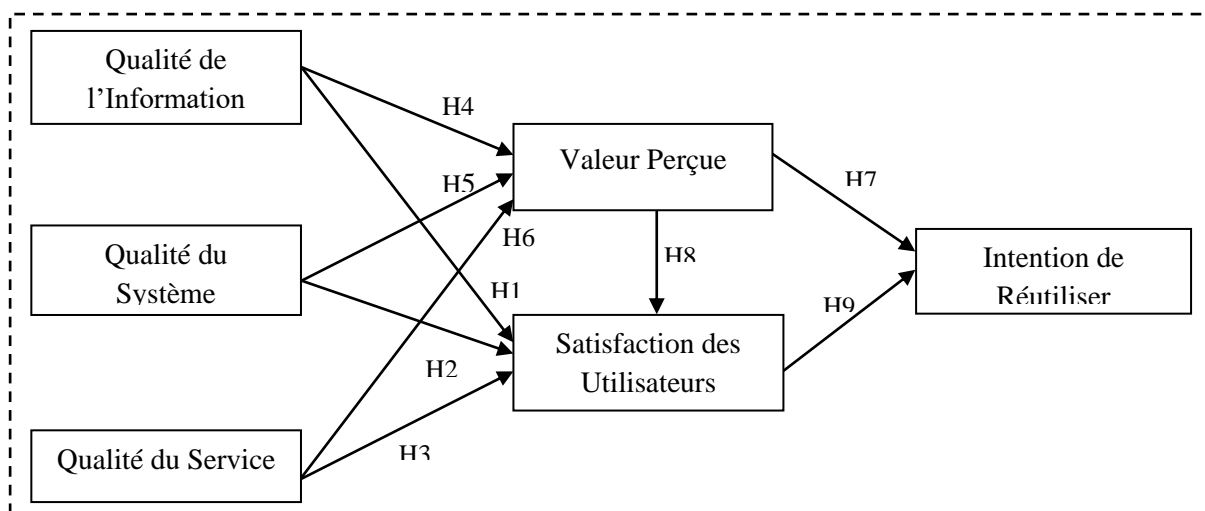 Qualité de
l’Information
H4
Valeur Perçue
H7
H5
Qualité du
Système
H6
H8
Intention de
Réutiliser
H1
H9
Satisfaction des
Utilisateurs
H2
Qualité du Service
H3